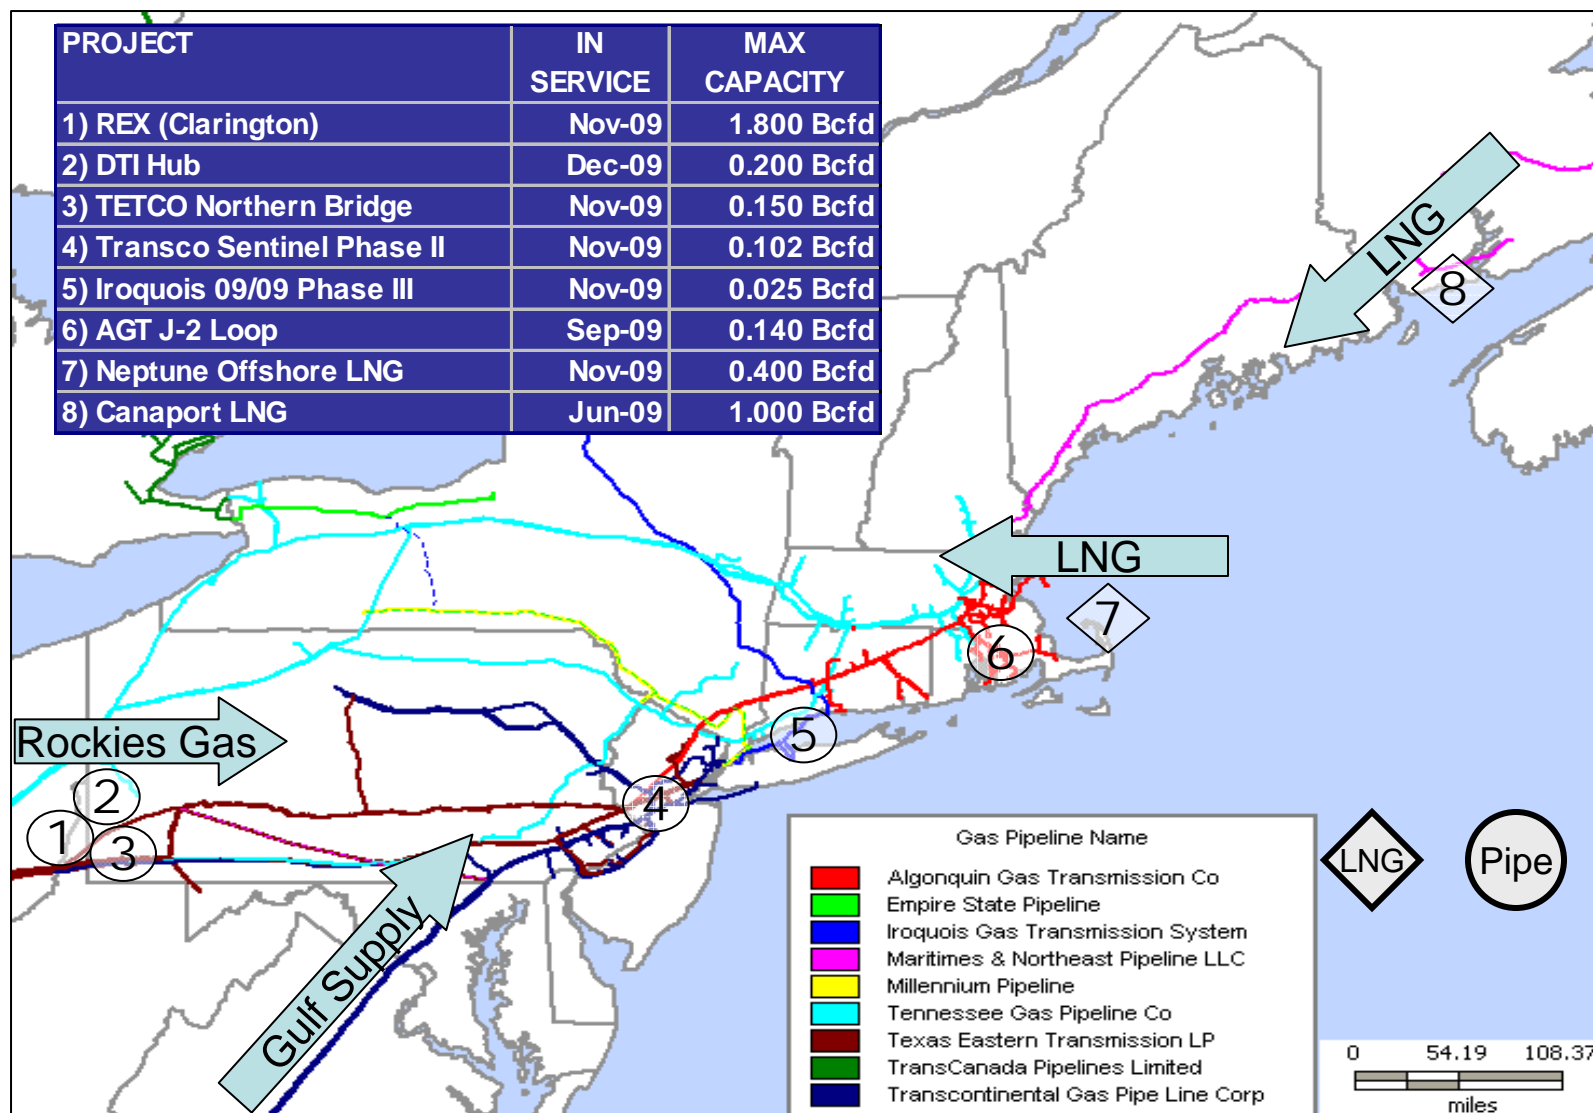 PROJECT IN SERVICE MAX CAPACITY
1) REX (Clarington) Nov-09 1.800 Bcfd
2) DTI Hub Dec-09 0.200 Bcfd
3) TETCO Northern Bridge Nov-09 0.150 Bcfd
4) Transco Sentinel Phase II Nov-09 0.102 Bcfd
5) Iroquois 09/09 Phase III Nov-09 0.025 Bcfd
6) AGT J-2 Loop Sep-09 0.140 Bcfd
7) Neptune Offshore LNG Nov-09 0.400 Bcfd
8) Canaport LNG Jun-09 1.000 Bcfd
LNG
8
LNG
7
6
5
Rockies Gas
2
4
1
3
Gulf Supply
Gas Pipeline Name
Algonquin Gas Transmission Co
Empire State Pipeline
Iroquois Gas Transmission System
Maritimes & Northeast Pipeline LLC
Millennium Pipeline
Tennessee Gas Pipeline Co
Texas Eastern Transmission LP
TransCanada Pipelines Limited
Transcontinental Gas Pipe Line Corp
LNG
Pipe
0 54.19 108.37
miles